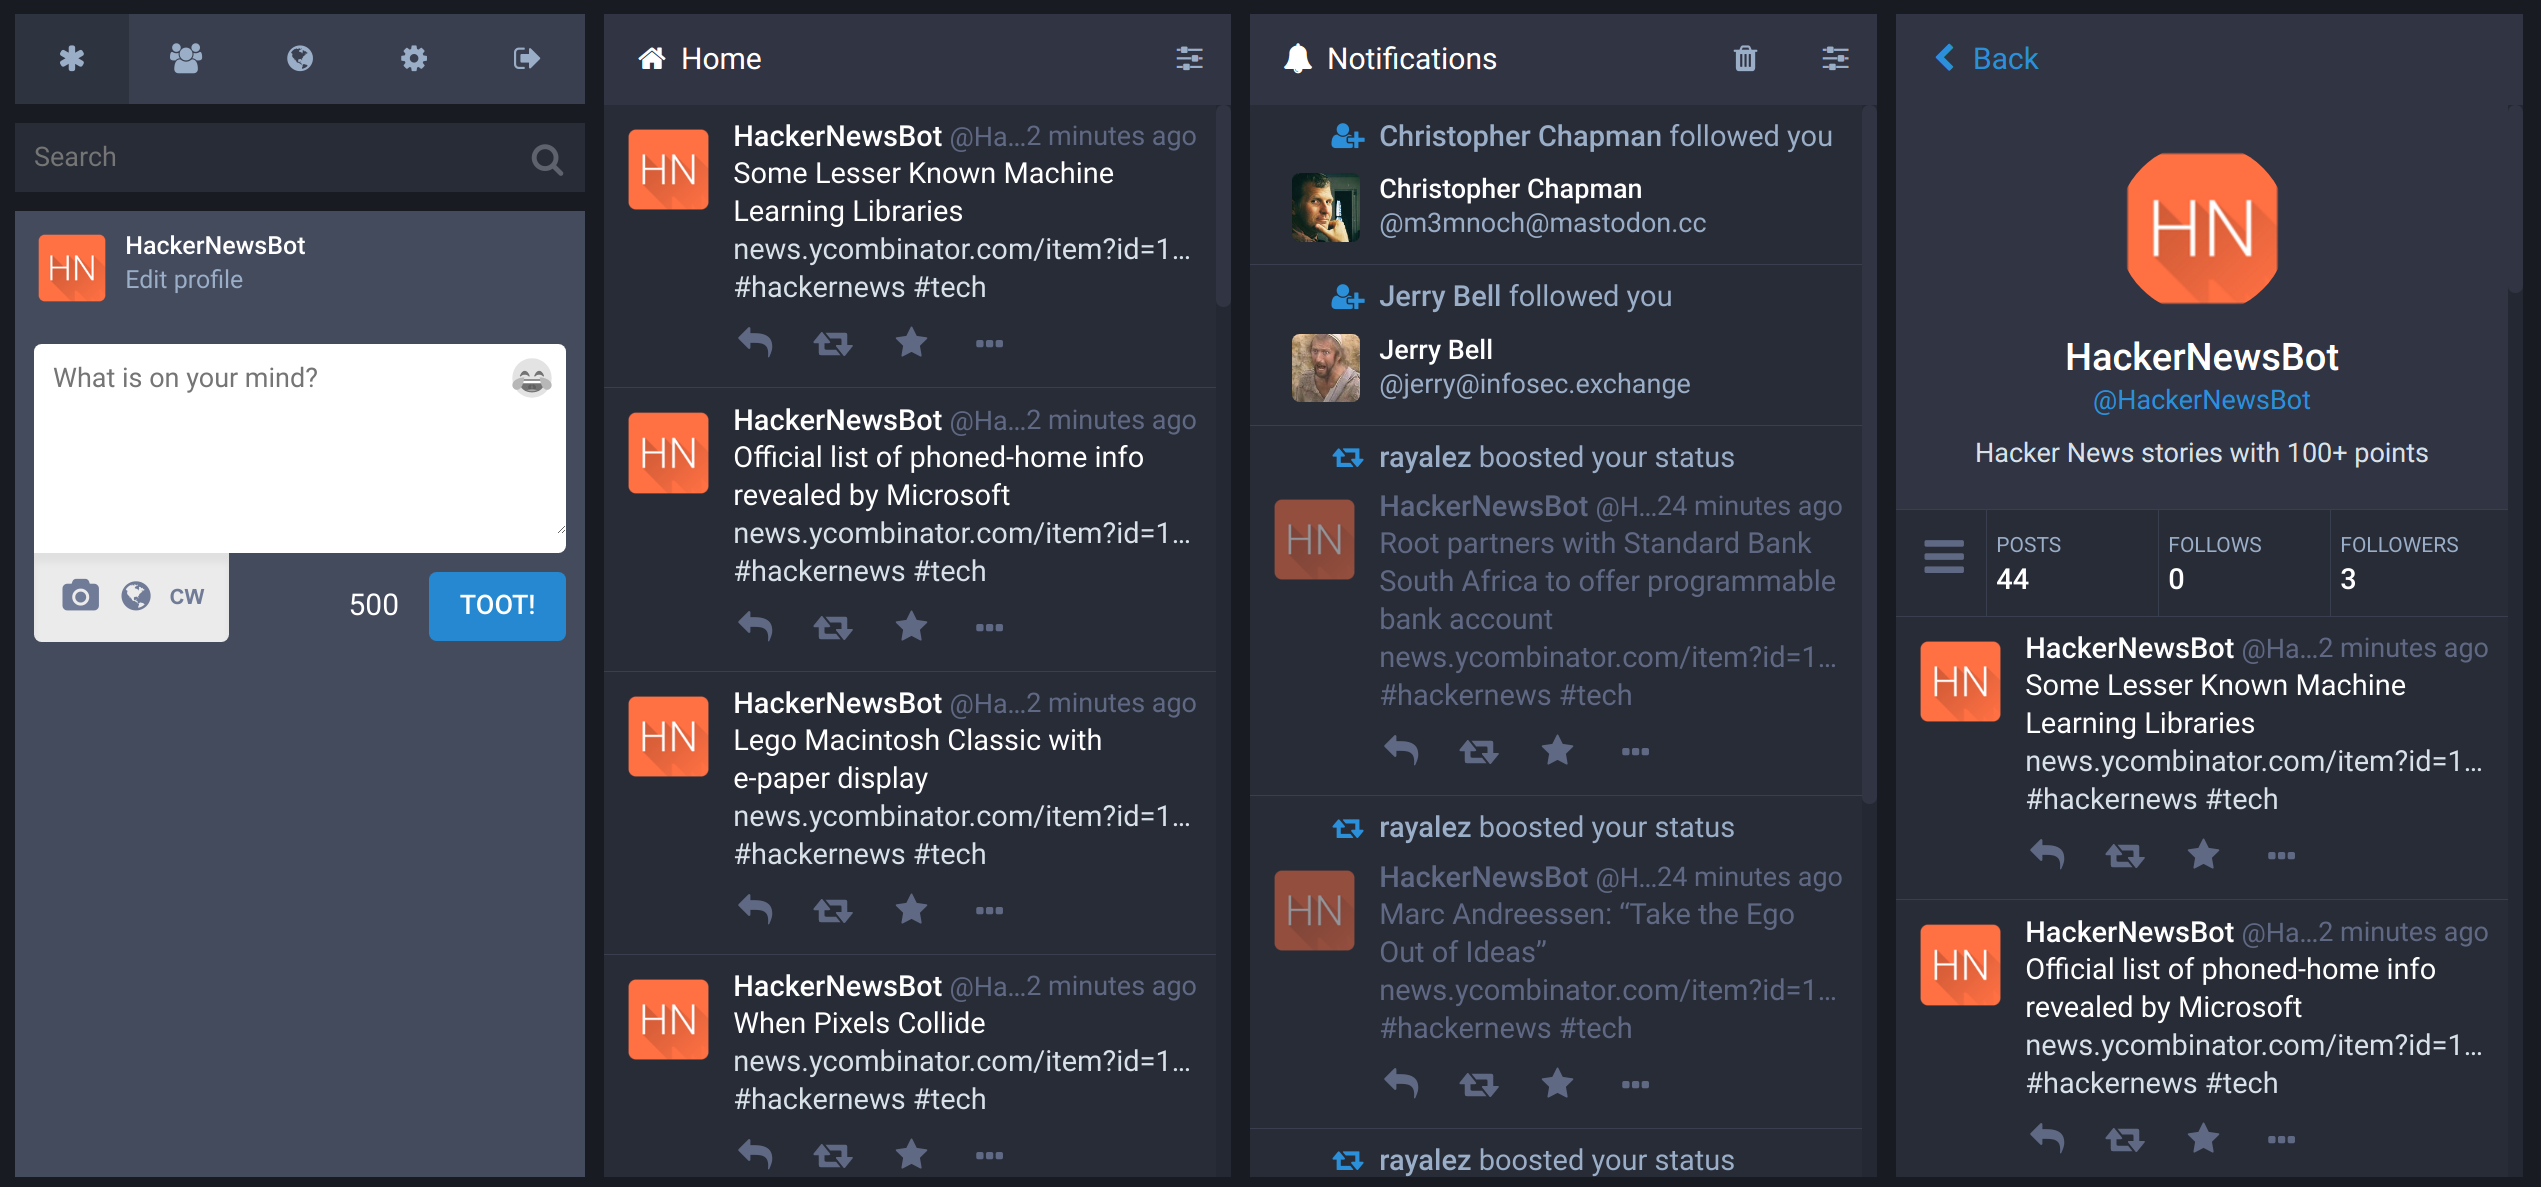 Search
HN
HackerNewsBot
Edit profile
What is on your mind?
CW
500
TOOT!
Home
HN
HackerNewsBot @Ha...2 minutes ago
Some Lesser Known Machine
Learning Libraries
news.ycombinator.com/item?id=1...
#hackernews #tech
HN
HackerNewsBot @Ha...2 minutes ago
Official list of phoned-home info
revealed by Microsoft
news.ycombinator.com/item?id=1...
#hackernews #tech
HN
HackerNewsBot @Ha...2 minutes ago
Lego Macintosh Classic with
e-paper display
news.ycombinator.com/item?id=1...
#hackernews #tech
HN
HackerNewsBot @Ha...2 minutes ago
When Pixels Collide
news.ycombinator.com/item?id=1...
#hackernews #tech
Notifications
Christopher Chapman followed you
Christopher Chapman
@m3mnoch@mastodon.cc
Jerry Bell followed you
Jerry Bell
@jerry@infosec.exchange
rayalez boosted your status
HN
HackerNewsBot @H...24 minutes ago
Root partners with Standard Bank
South Africa to offer programmable
bank account
news.ycombinator.com/item?id=1...
#hackernews #tech
rayalez boosted your status
HN
HackerNewsBot @H...24 minutes ago
Marc Andreessen: “Take the Ego
Out of Ideas”
news.ycombinator.com/item?id=1...
#hackernews #tech
rayalez boosted your status
Back
HN
HackerNewsBot
@HackerNewsBot
Hacker News stories with 100+ points
POSTS
44
FOLLOWS
0
FOLLOWERS
3
HN
HackerNewsBot @Ha...2 minutes ago
Some Lesser Known Machine
Learning Libraries
news.ycombinator.com/item?id=1...
#hackernews #tech
HN
HackerNewsBot @Ha...2 minutes ago
Official list of phoned-home info
revealed by Microsoft
news.ycombinator.com/item?id=1...
#hackernews #tech